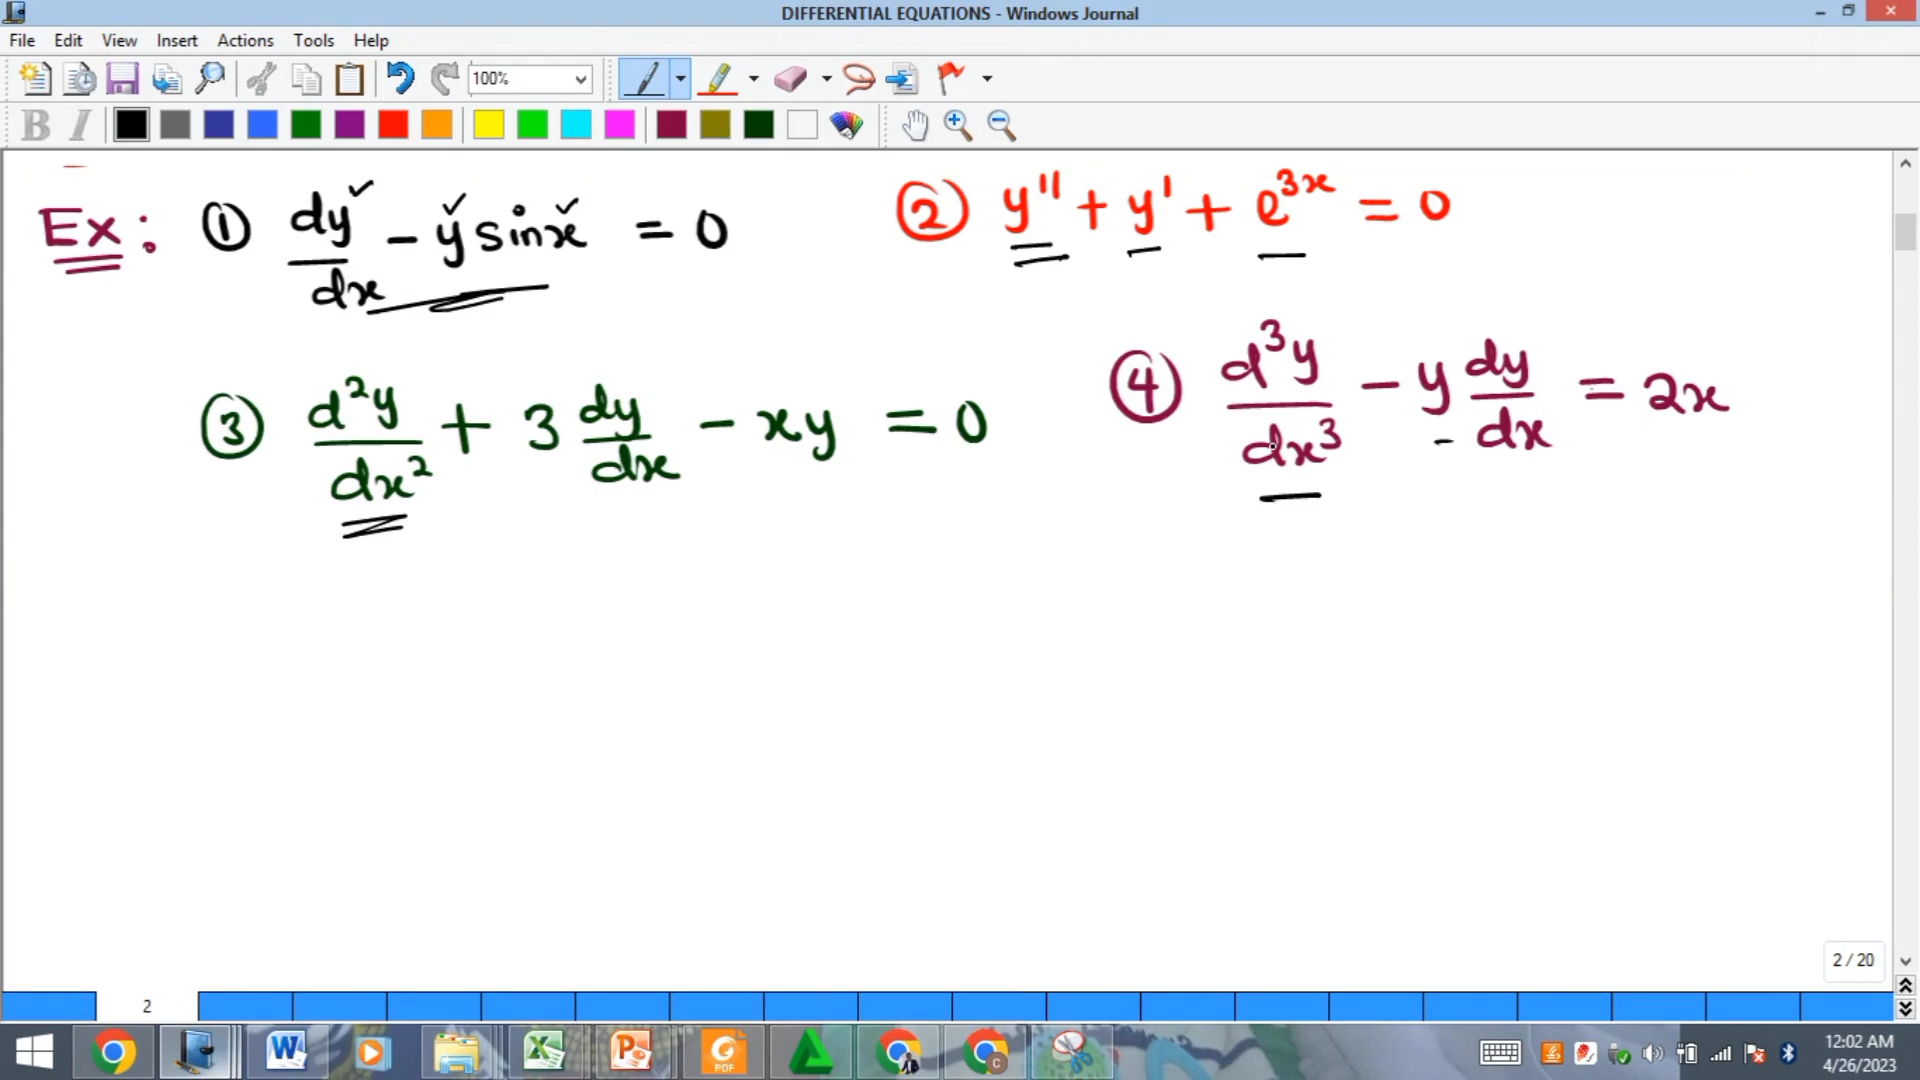 DIFFERENTIAL EQUATIONS - Windows Journal
File Edit View Insert Actions Tools Help
100%
B I
Ex: ① dy/dx - y sinx = 0
② y'' + y' + e^3x = 0
③ d²y/dx² + 3 dy/dx - xy = 0
④ d³y/dx³ - y dy/dx = 2x
2 / 20
2
12:02 AM
4/26/2023